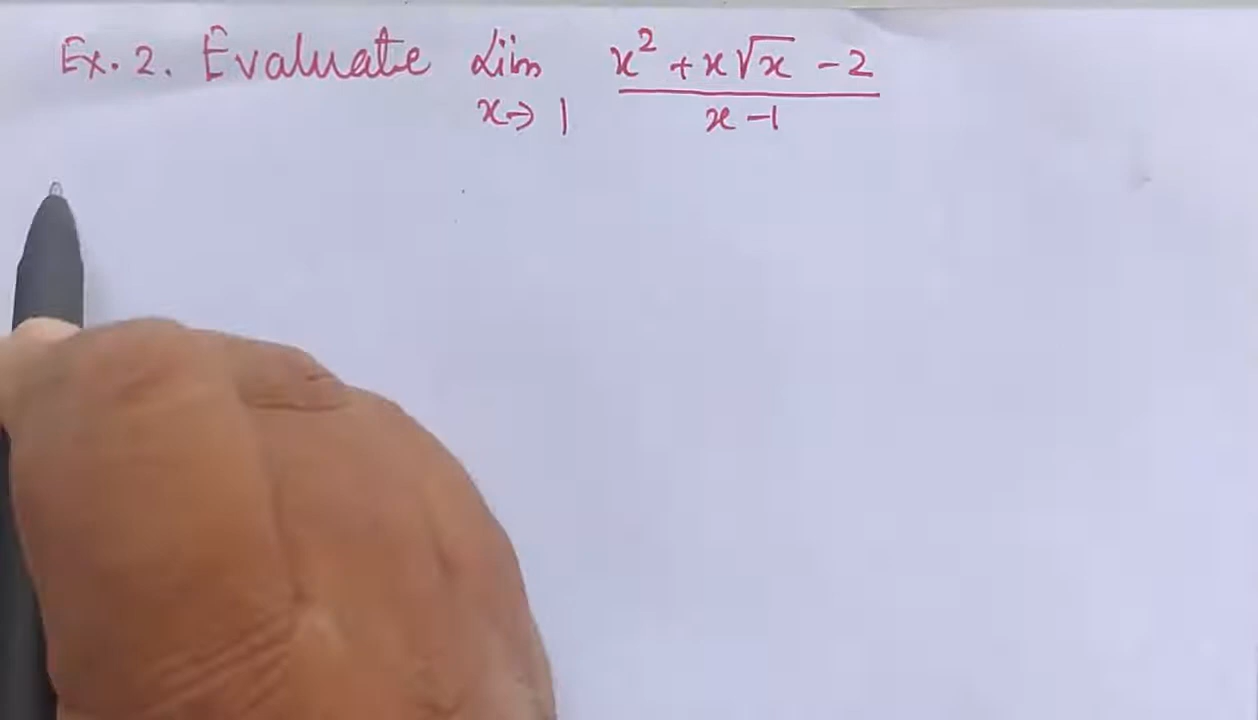 Ex. 2. Evaluate Lim x² + x√x - 2
x→1 x - 1